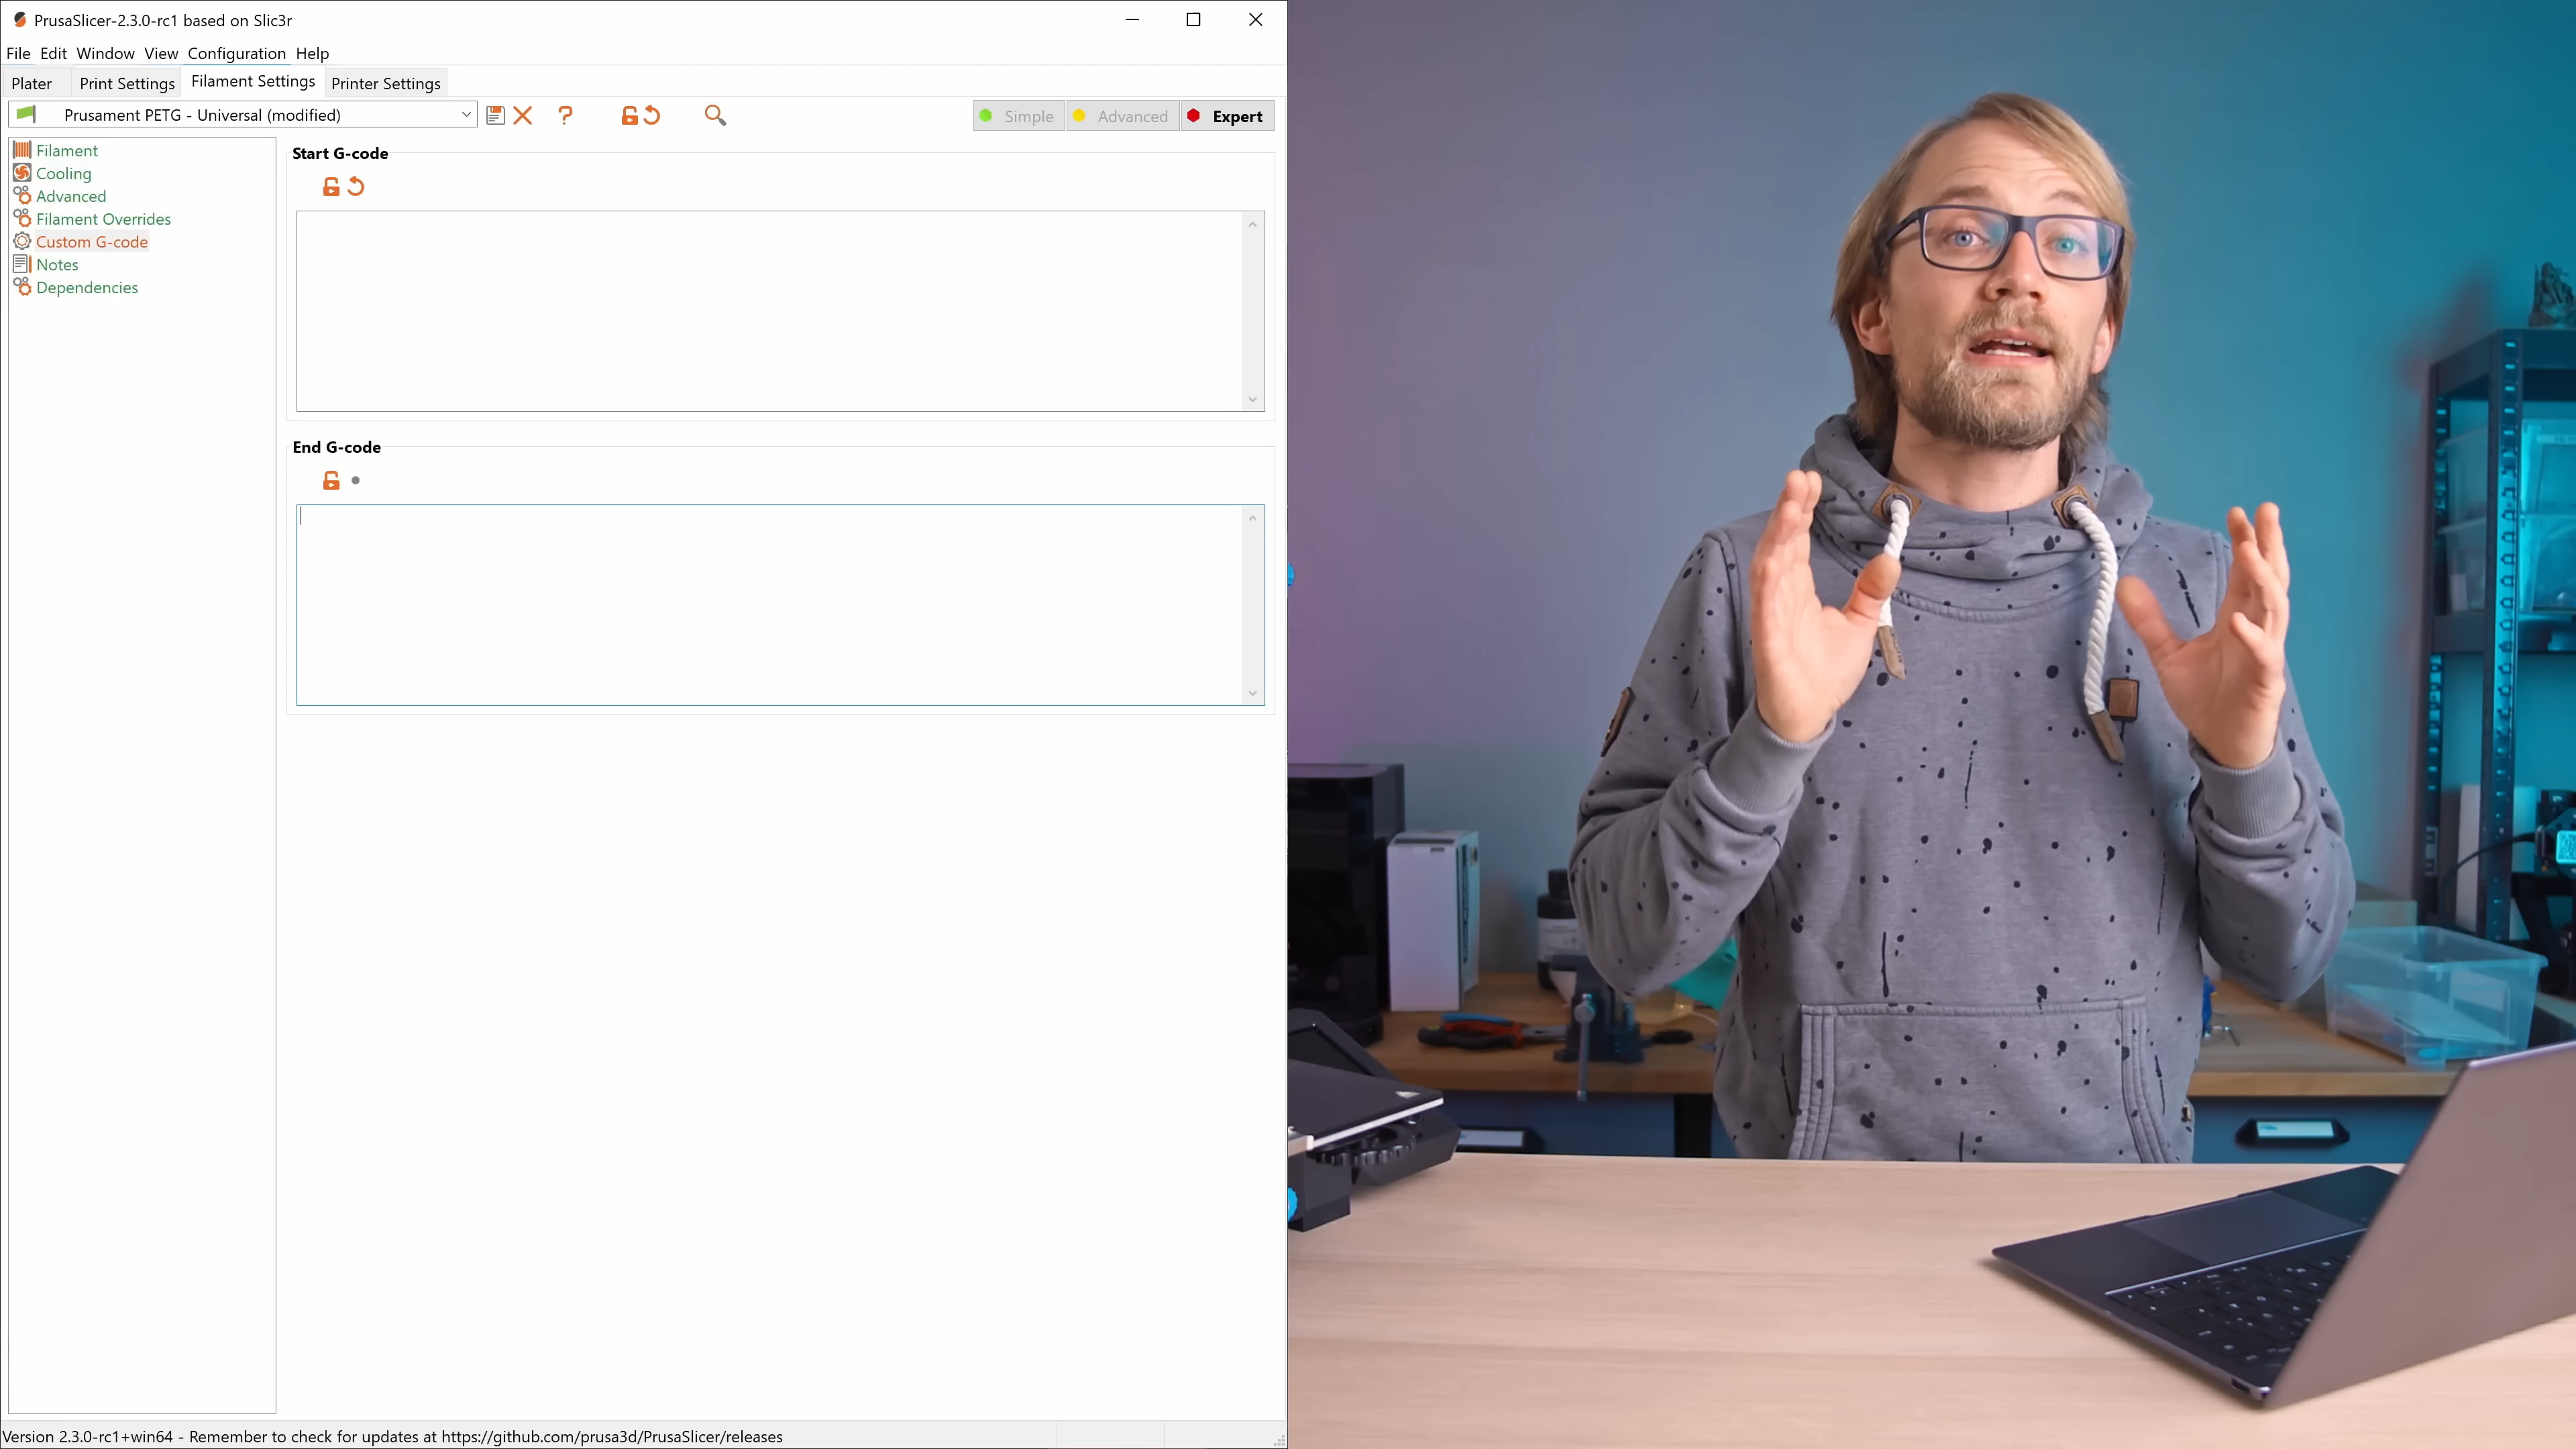 PrusaSlicer-2.3.0-rc1 based on Slic3r
File Edit Window View Configuration Help
Plater Print Settings Filament Settings Printer Settings
Prusament PETG - Universal (modified)
Simple Advanced Expert
Filament
Cooling
Advanced
Filament Overrides
Custom G-code
Notes
Dependencies
Start G-code
End G-code
Version 2.3.0-rc1+win64 - Remember to check for updates at https://github.com/prusa3d/PrusaSlicer/releases